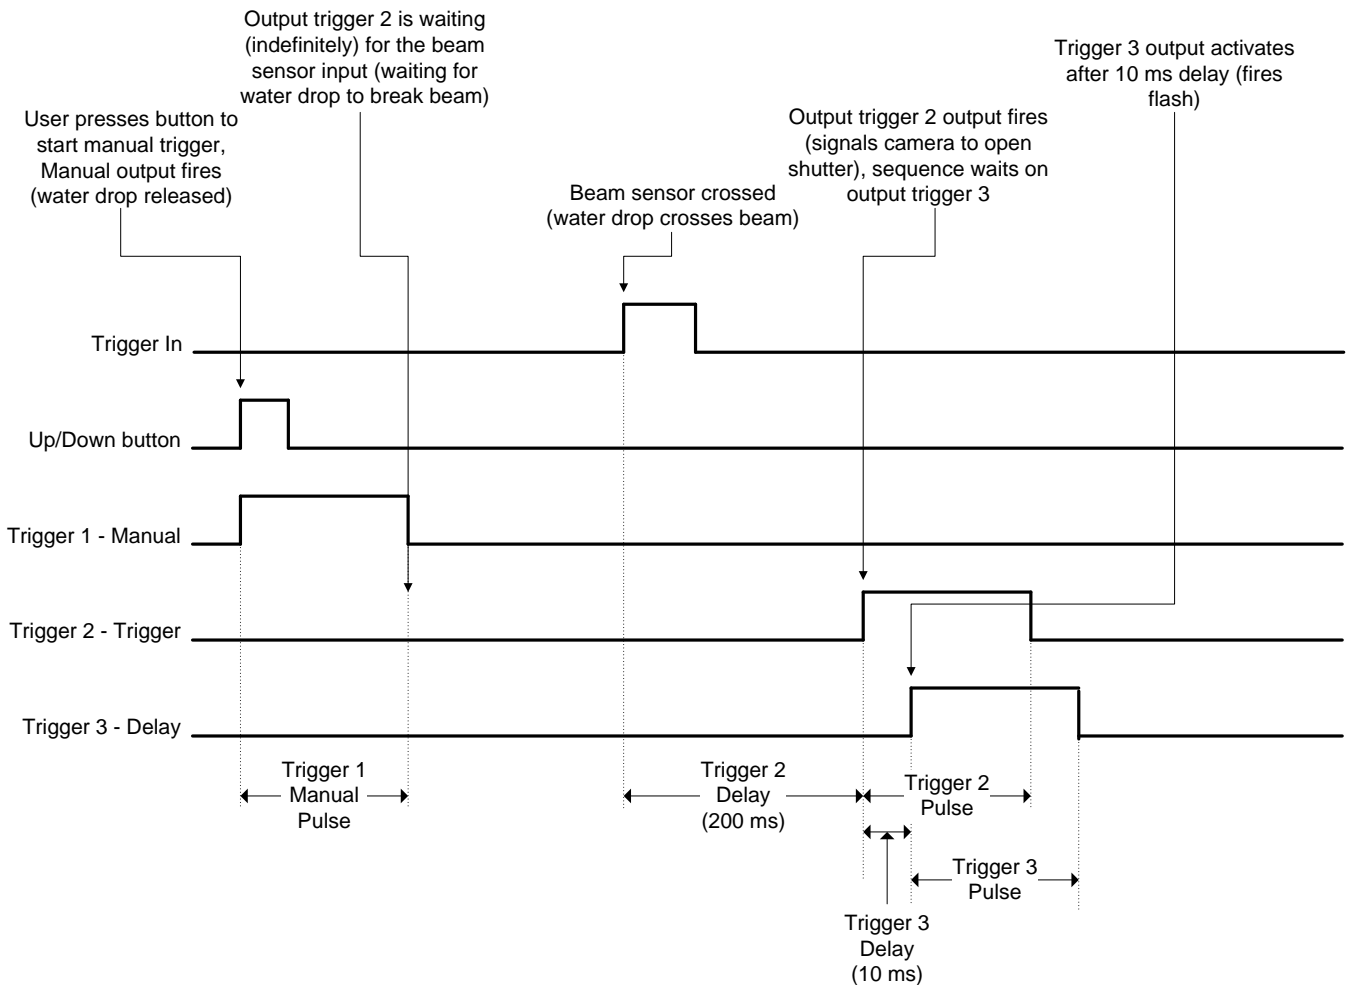 Output trigger 2 is waiting
(indefinitely) for the beam
sensor input (waiting for
water drop to break beam)
Trigger 3 output activates
after 10 ms delay (fires
flash)
User presses button to
start manual trigger,
Manual output fires
(water drop released)
Output trigger 2 output fires
(signals camera to open
shutter), sequence waits on
output trigger 3
Beam sensor crossed
(water drop crosses beam)
Trigger In
Up/Down button
Trigger 1 - Manual
Trigger 2 - Trigger
Trigger 3 - Delay
Trigger 1
Manual
Pulse
Trigger 2
Delay
(200 ms)
Trigger 2
Pulse
Trigger 3
Pulse
Trigger 3
Delay
(10 ms)